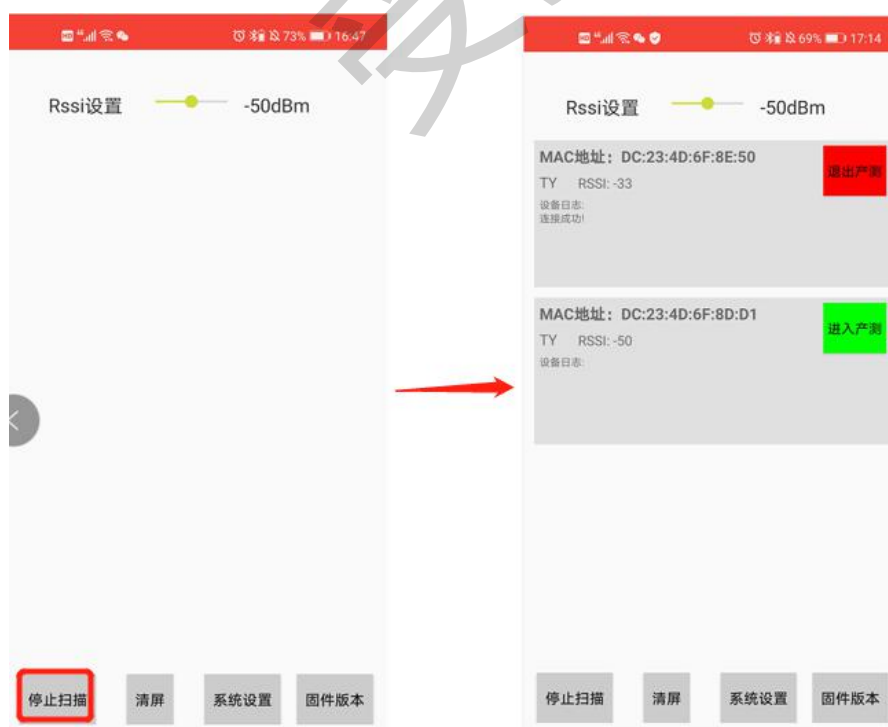 73% 16:47
Rssi设置 -50dBm
停止扫描 清屏 系统设置 固件版本
69% 17:14
Rssi设置 -50dBm
MAC地址：DC:23:4D:6F:8E:50
退出产测
TY RSSI: -33
设备日志:
连接成功!
MAC地址：DC:23:4D:6F:8D:D1
进入产测
TY RSSI: -50
设备日志:
停止扫描 清屏 系统设置 固件版本